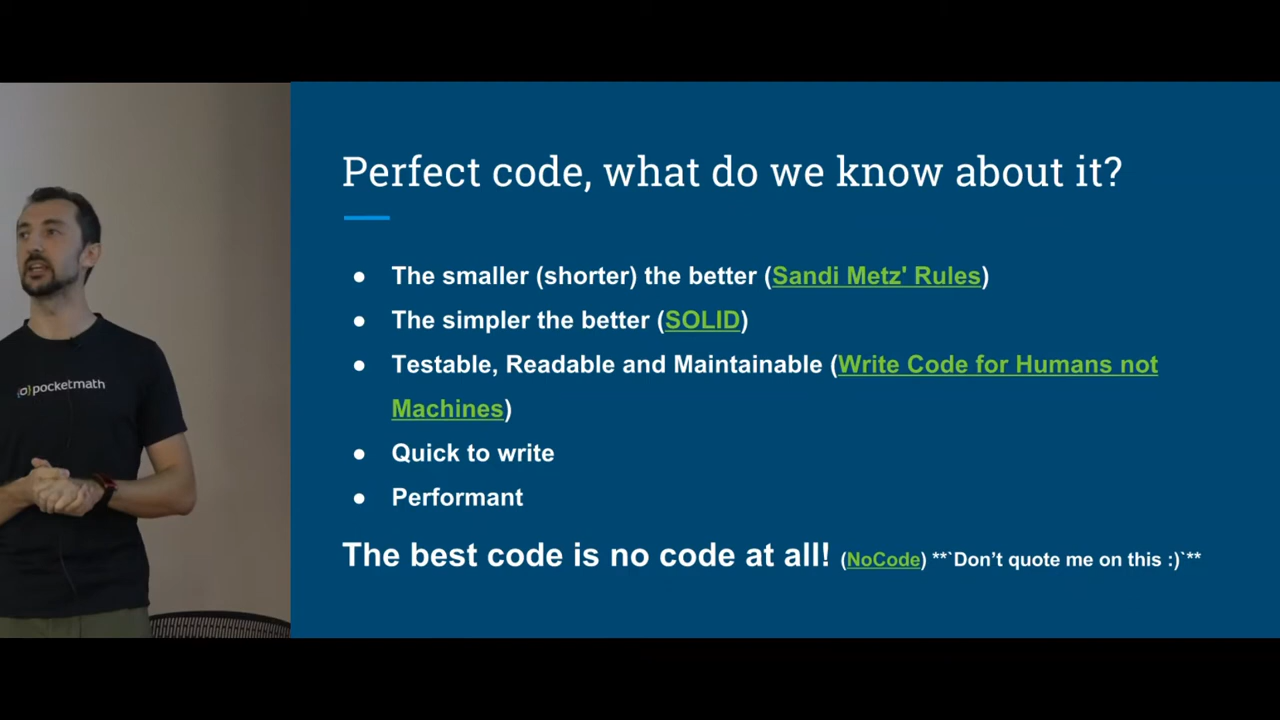 Perfect code, what do we know about it?
● The smaller (shorter) the better (Sandi Metz' Rules)
● The simpler the better (SOLID)
● Testable, Readable and Maintainable (Write Code for Humans not
Machines)
● Quick to write
● Performant
The best code is no code at all! (NoCode) **`Don’t quote me on this :)`**
pocketmath